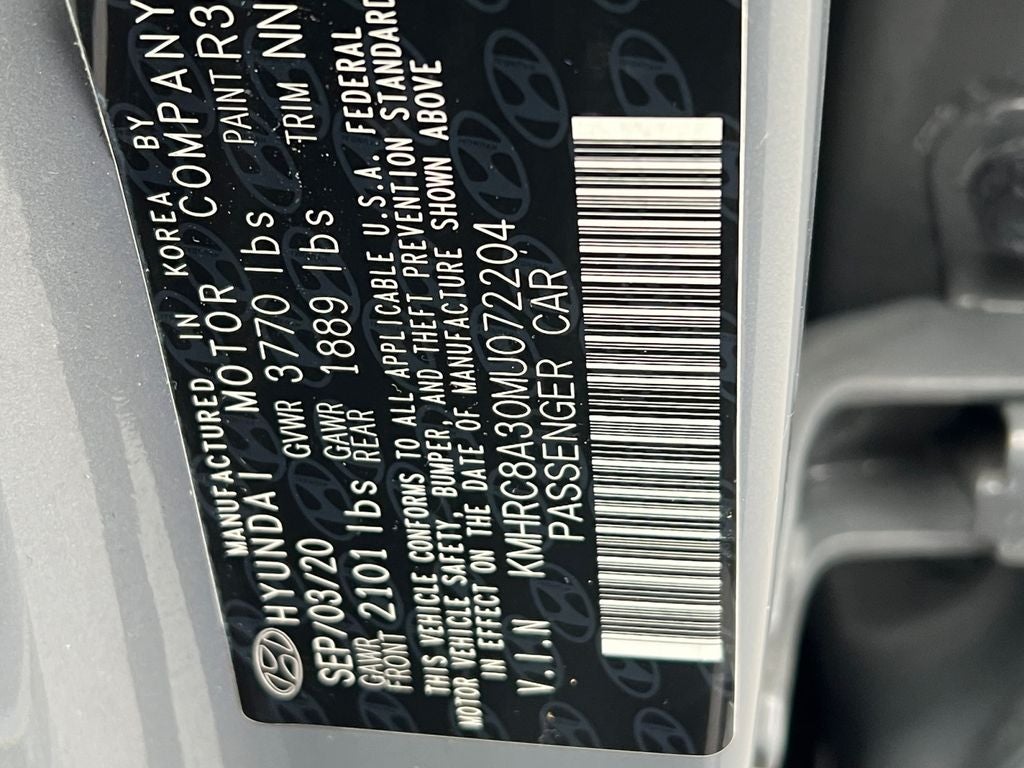 MANUFACTURED IN KOREA BY
HYUNDAI MOTOR COMPANY
SEP/03/20 GVWR 3770 lbs PAINT R3
GAWR FRONT 2101 lbs GAWR REAR 1889 lbs TRIM NN
THIS VEHICLE CONFORMS TO ALL APPLICABLE U.S.A. FEDERAL
MOTOR VEHICLE SAFETY, BUMPER, AND THEFT PREVENTION STANDARD
IN EFFECT ON THE DATE OF MANUFACTURE SHOWN ABOVE
V.I.N KMHRC8A30MU072204
PASSENGER CAR